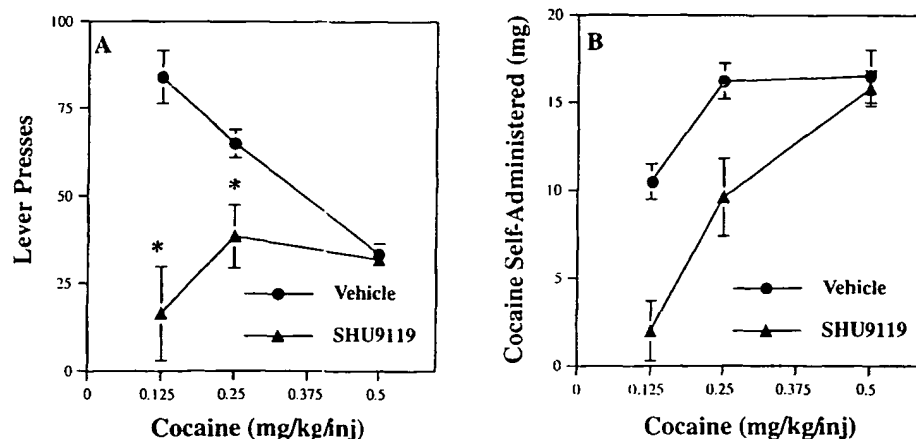 A
Lever Presses
100
75
50
25
0
*
*
Vehicle
SHU9119
0
0.125
0.25
0.375
0.5
Cocaine (mg/kg/inj)
B
Cocaine Self-Administered (mg)
20
15
10
5
0
Vehicle
SHU9119
0
0.125
0.25
0.375
0.5
Cocaine (mg/kg/inj)